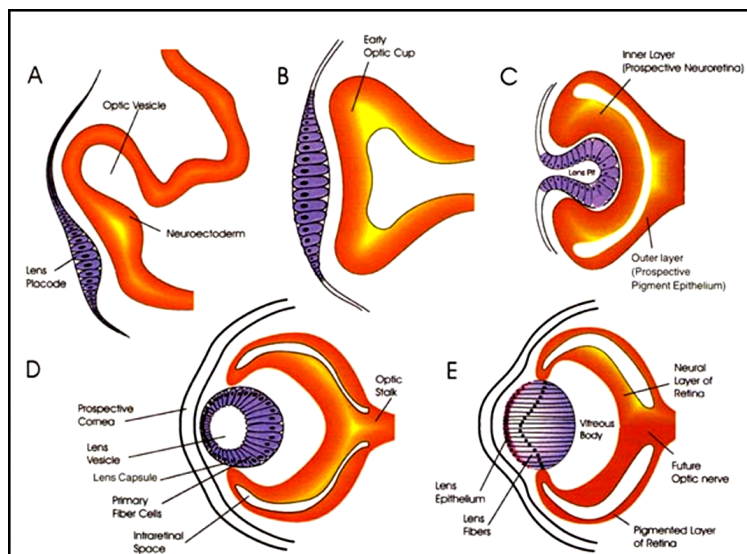 A
Optic Vesicle
Neuroectoderm
Lens
Placode
B
Early
Optic Cup
C
Inner Layer
(Prospective Neuroretina)
Lens Pit
Outer layer
(Prospective
Pigment Epithelium)
D
Prospective
Cornea
Lens
Vesicle
Lens Capsule
Primary
Fiber Cells
Intraretinal
Space
Optic
Stalk
E
Neural
Layer of
Retina
Vitreous
Body
Future
Optic nerve
Lens
Epithelium
Lens
Fibers
Pigmented Layer
of Retina